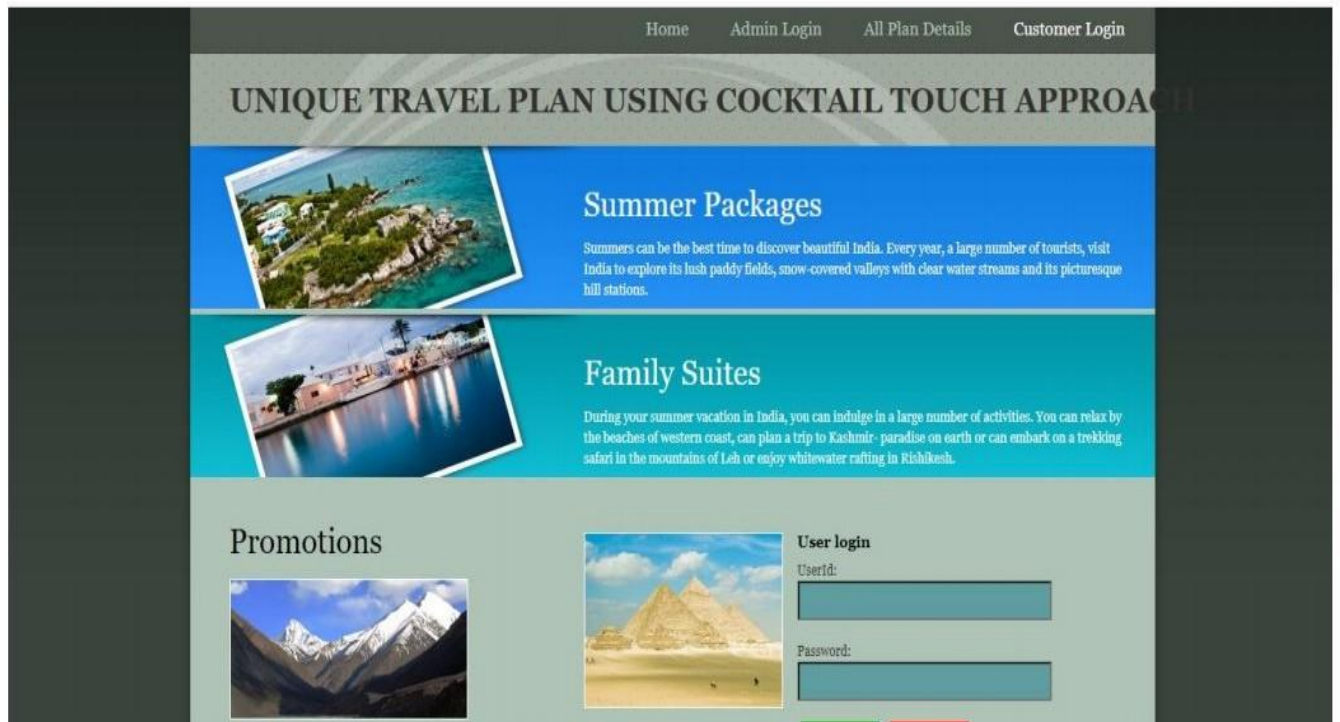 Home Admin Login All Plan Details Customer Login
UNIQUE TRAVEL PLAN USING COCKTAIL TOUCH APPROACH
Summer Packages
Summers can be the best time to discover beautiful India. Every year, a large number of tourists, visit
India to explore its lush paddy fields, snow-covered valleys with clear water streams and its picturesque
hill stations.
Family Suites
During your summer vacation in India, you can indulge in a large number of activities. You can relax by
the beaches of western coast, can plan a trip to Kashmir- paradise on earth or can embark on a trekking
safari in the mountains of Leh or enjoy whitewater rafting in Rishikesh.
Promotions
User login
UserId:
Password: